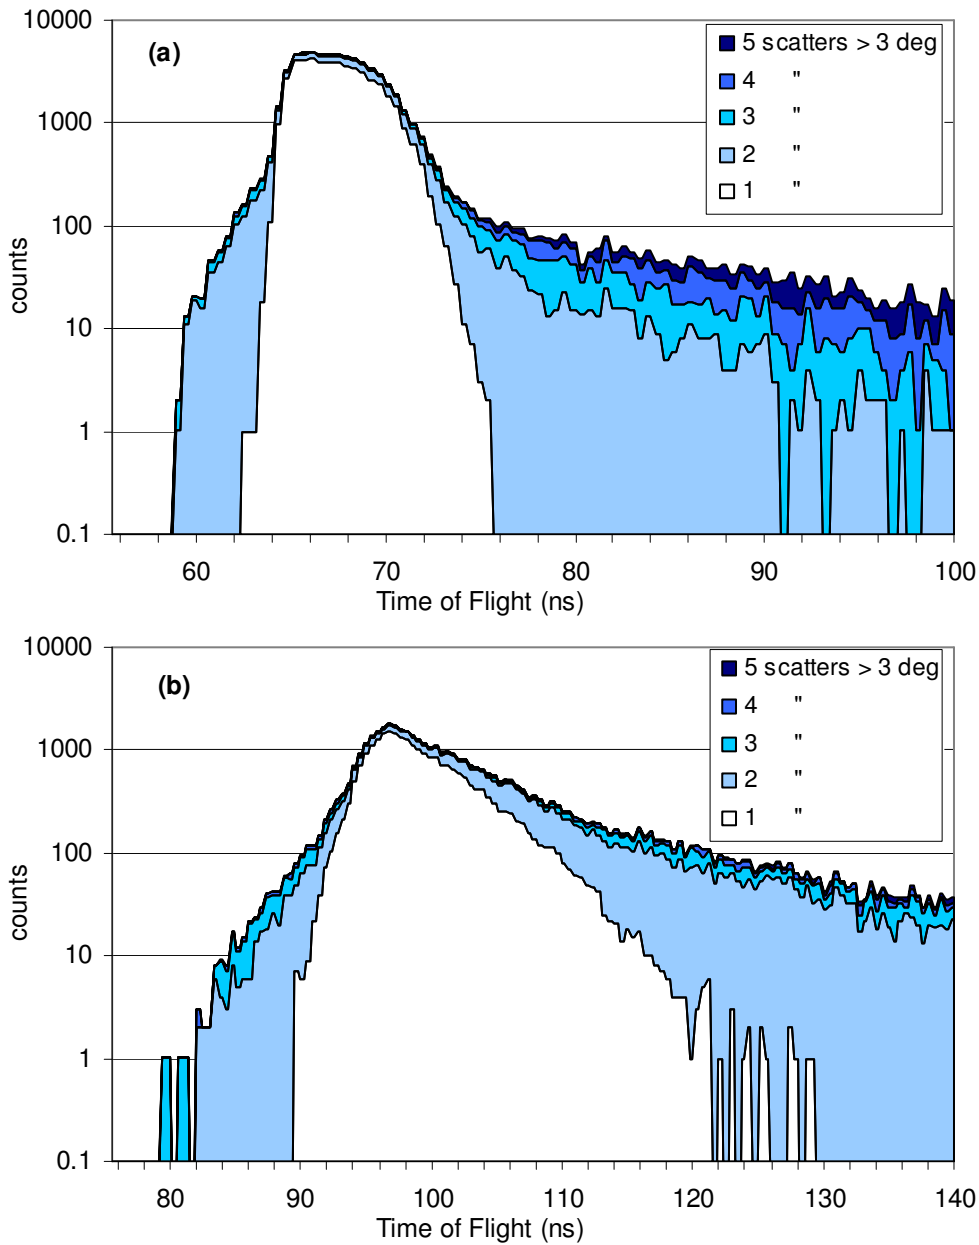 10000
(a)
5 scatters > 3 deg
4 "
1000
3 "
2 "
1 "
100
counts
10
1
0.1
60 70 80 90 100
Time of Flight (ns)
10000
(b)
5 scatters > 3 deg
4 "
1000
3 "
2 "
1 "
100
counts
10
1
0.1
80 90 100 110 120 130 140
Time of Flight (ns)